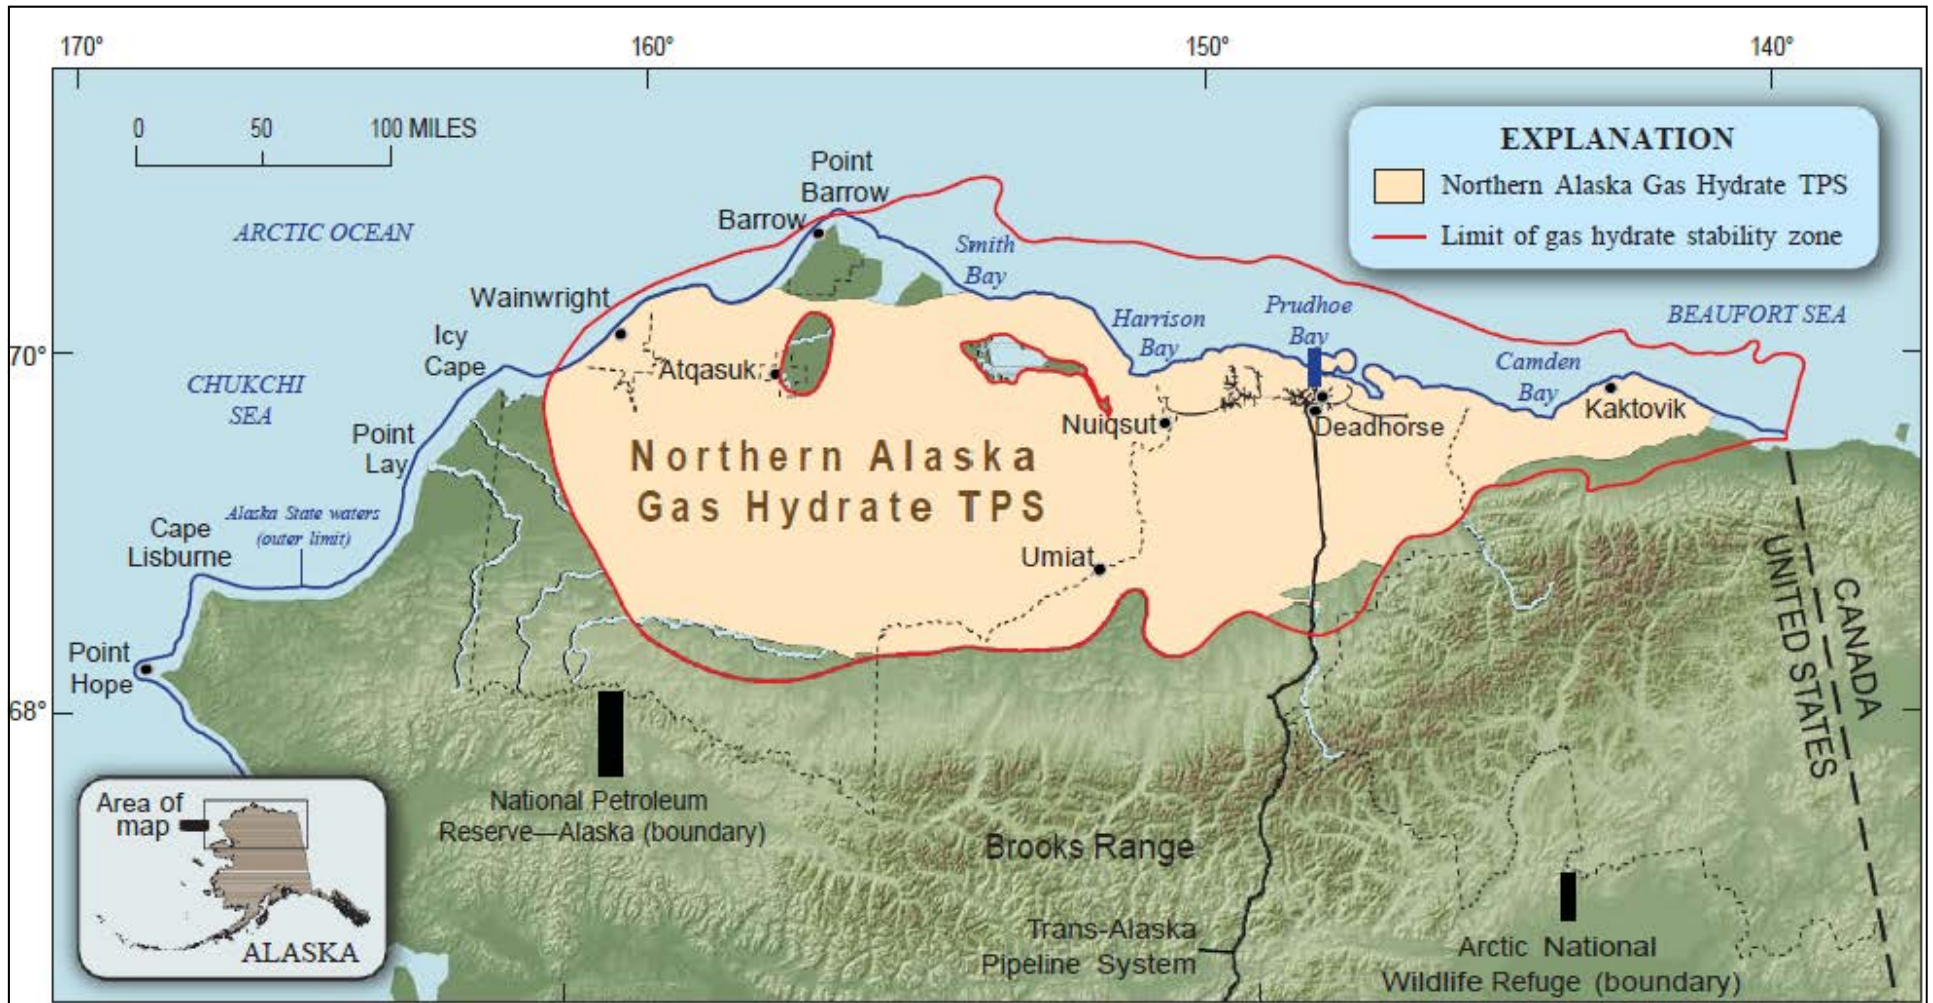 170°
160°
150°
140°
0
50
100 MILES
EXPLANATION
Northern Alaska Gas Hydrate TPS
Limit of gas hydrate stability zone
Point
Barrow
Barrow
ARCTIC OCEAN
Smith
Bay
Wainwright
Icy
Cape
Harrison
Bay
Prudhoe
Bay
BEAUFORT SEA
70°
Camden
Bay
Atqasuk
CHUKCHI
SEA
Kaktovik
Nuiqsut
Deadhorse
Point
Lay
Northern Alaska
Gas Hydrate TPS
Alaska State waters
(outer limit)
Cape
Lisburne
Umiat
CANADA
UNITED STATES
Point
Hope
68°
National Petroleum
Reserve—Alaska (boundary)
Area of
map
ALASKA
Brooks Range
Trans-Alaska
Pipeline System
Arctic National
Wildlife Refuge (boundary)